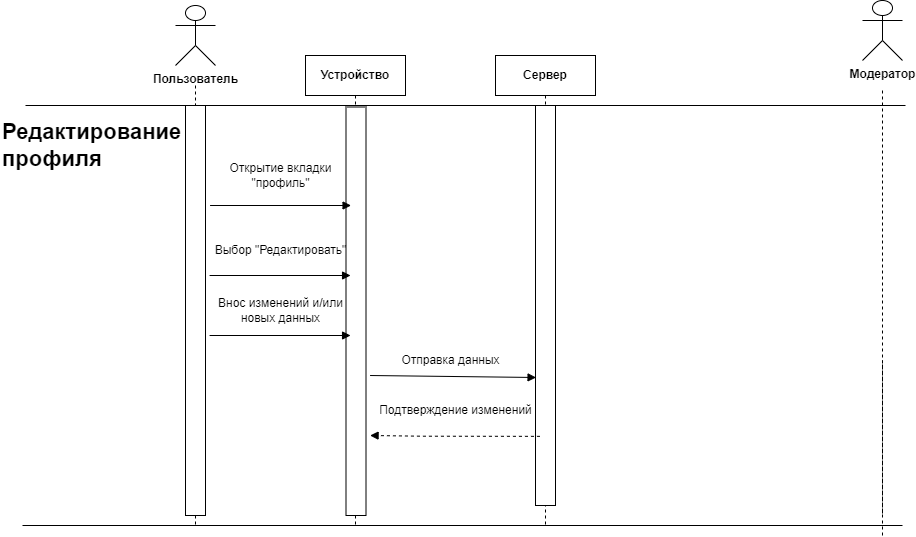 Пользователь
Устройство
Сервер
Модератор
Редактирование
профиля
Открытие вкладки
"профиль"
Выбор "Редактировать"
Внос изменений и/или
новых данных
Отправка данных
Подтверждение изменений